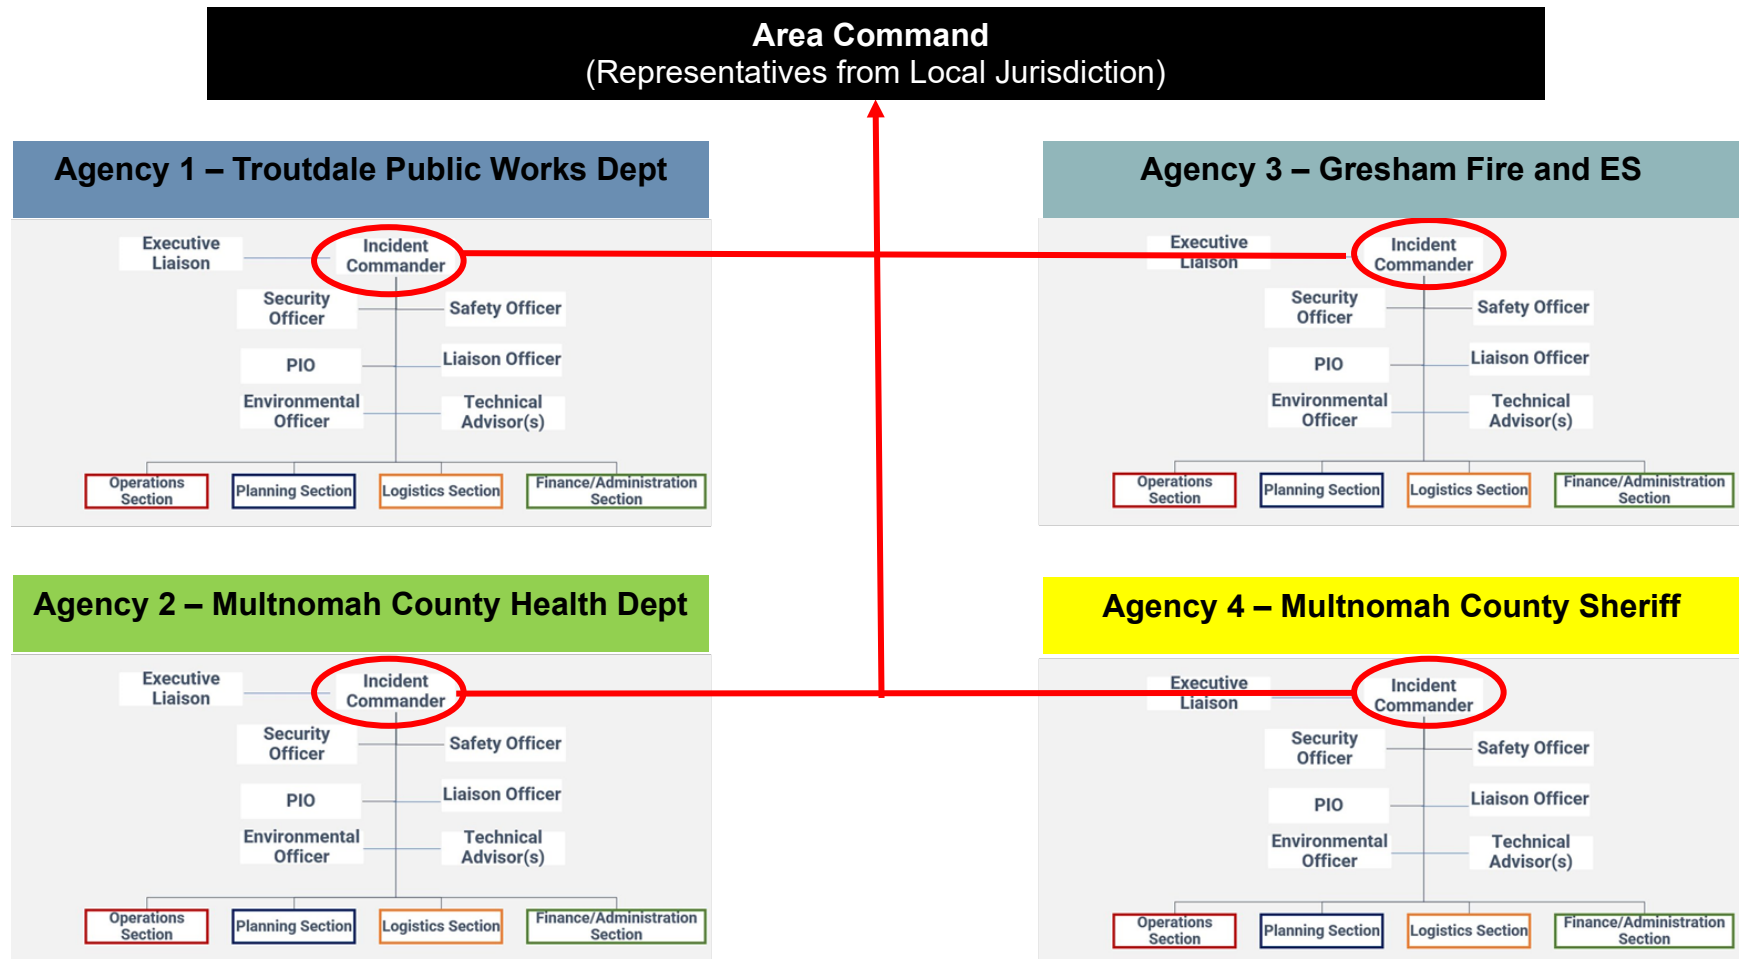 Area Command
(Representatives from Local Jurisdiction)
Agency 1 – Troutdale Public Works Dept
Executive
Liaison
Incident
Commander
Security
Officer
Safety Officer
PIO
Liaison Officer
Environmental
Officer
Technical
Advisor(s)
Operations
Section
Planning Section
Logistics Section
Finance/Administration
Section
Agency 3 – Gresham Fire and ES
Executive
Liaison
Incident
Commander
Security
Officer
Safety Officer
PIO
Liaison Officer
Environmental
Officer
Technical
Advisor(s)
Operations
Section
Planning Section
Logistics Section
Finance/Administration
Section
Agency 2 – Multnomah County Health Dept
Executive
Liaison
Incident
Commander
Security
Officer
Safety Officer
PIO
Liaison Officer
Environmental
Officer
Technical
Advisor(s)
Operations
Section
Planning Section
Logistics Section
Finance/Administration
Section
Agency 4 – Multnomah County Sheriff
Executive
Liaison
Incident
Commander
Security
Officer
Safety Officer
PIO
Liaison Officer
Environmental
Officer
Technical
Advisor(s)
Operations
Section
Planning Section
Logistics Section
Finance/Administration
Section